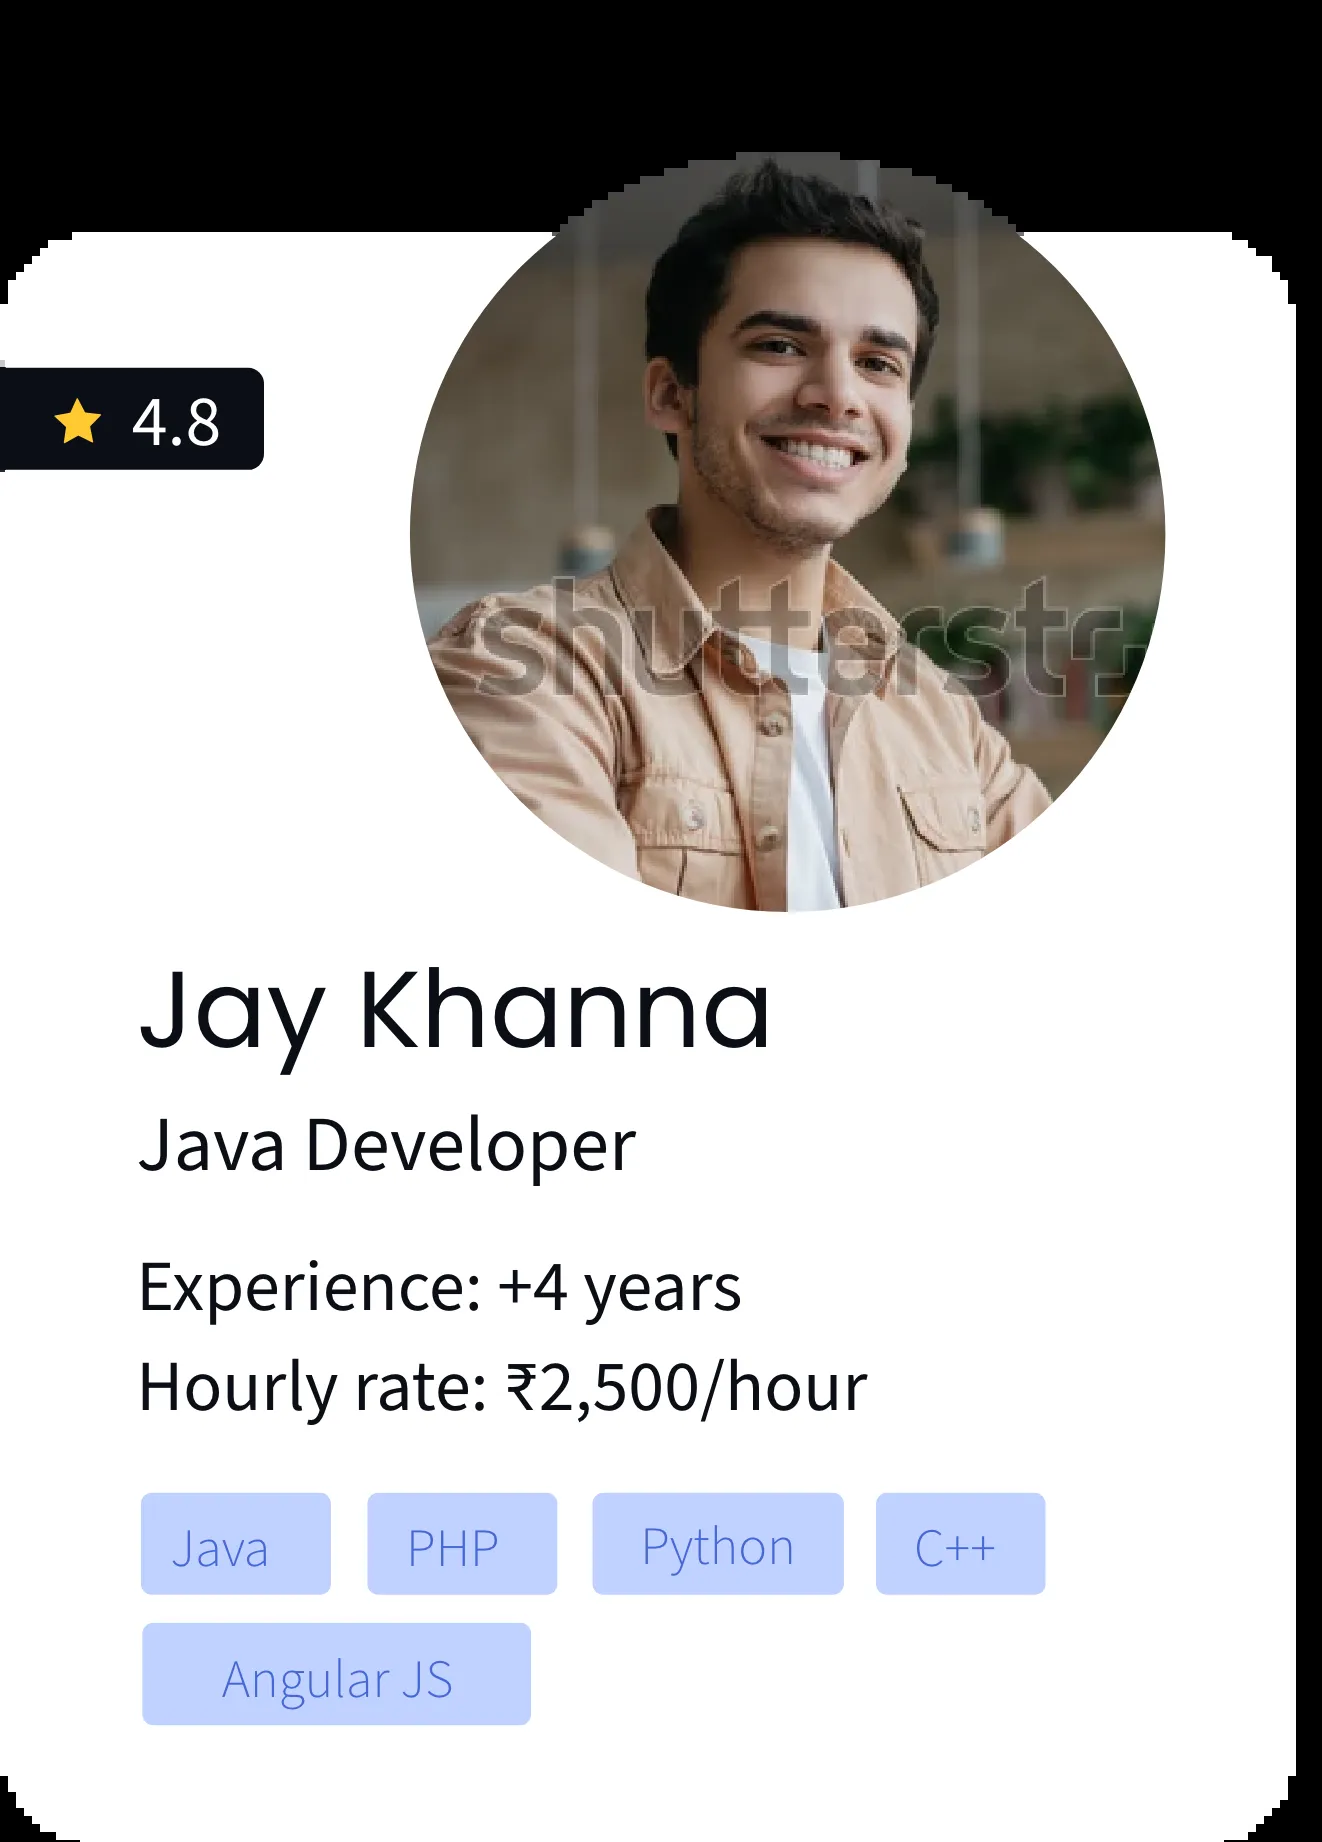 4.8
shutterst
Jay Khanna
Java Developer
Experience: +4 years
Hourly rate: ₹2,500/hour
Java PHP Python C++
Angular JS